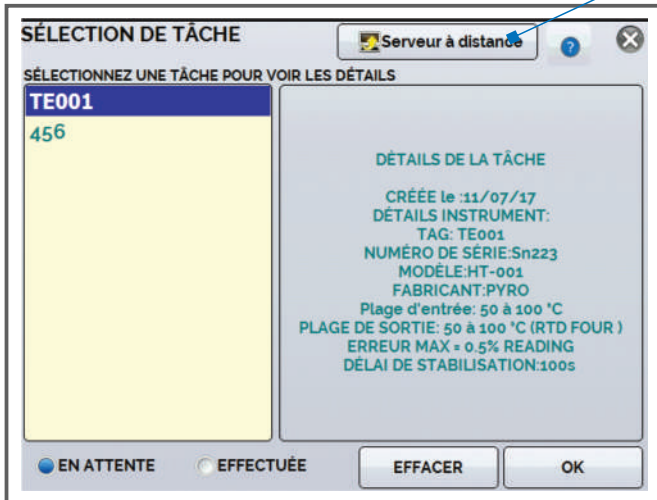 SÉLECTION DE TÂCHE
Serveur à distance
?
SÉLECTIONNEZ UNE TÂCHE POUR VOIR LES DÉTAILS
TE001
456
DÉTAILS DE LA TÂCHE
CRÉÉE le :11/07/17
DÉTAILS INSTRUMENT:
TAG: TE001
NUMÉRO DE SÉRIE:Sn223
MODÈLE:HT-001
FABRICANT:PYRO
Plage d'entrée: 50 à 100 °C
PLAGE DE SORTIE: 50 à 100 °C (RTD FOUR )
ERREUR MAX = 0.5% READING
DÉLAI DE STABILISATION:100s
EN ATTENTE
EFFECTUÉE
EFFACER
OK